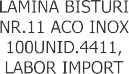 LAMINA BISTURI
NR.11 ACO INOX
100UNID.4411,
LABOR IMPORT